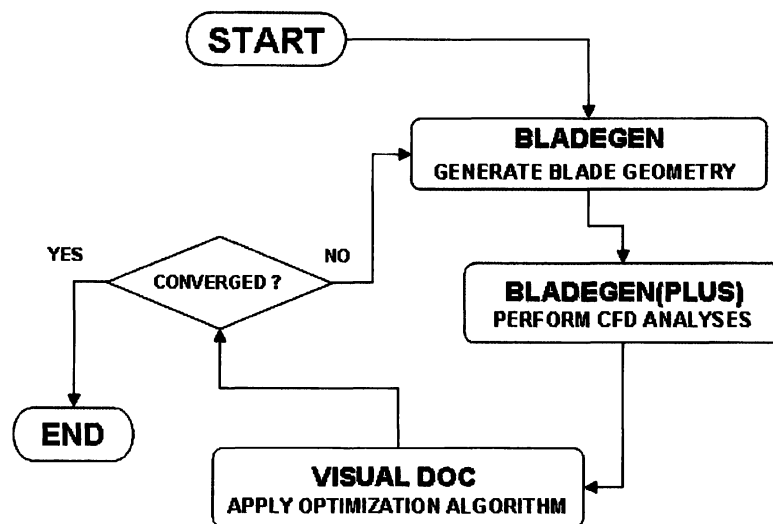 START
BLADEGEN
GENERATE BLADE GEOMETRY
YES
NO
CONVERGED ?
BLADEGEN(PLUS)
PERFORM CFD ANALYSES
END
VISUAL DOC
APPLY OPTIMIZATION ALGORITHM